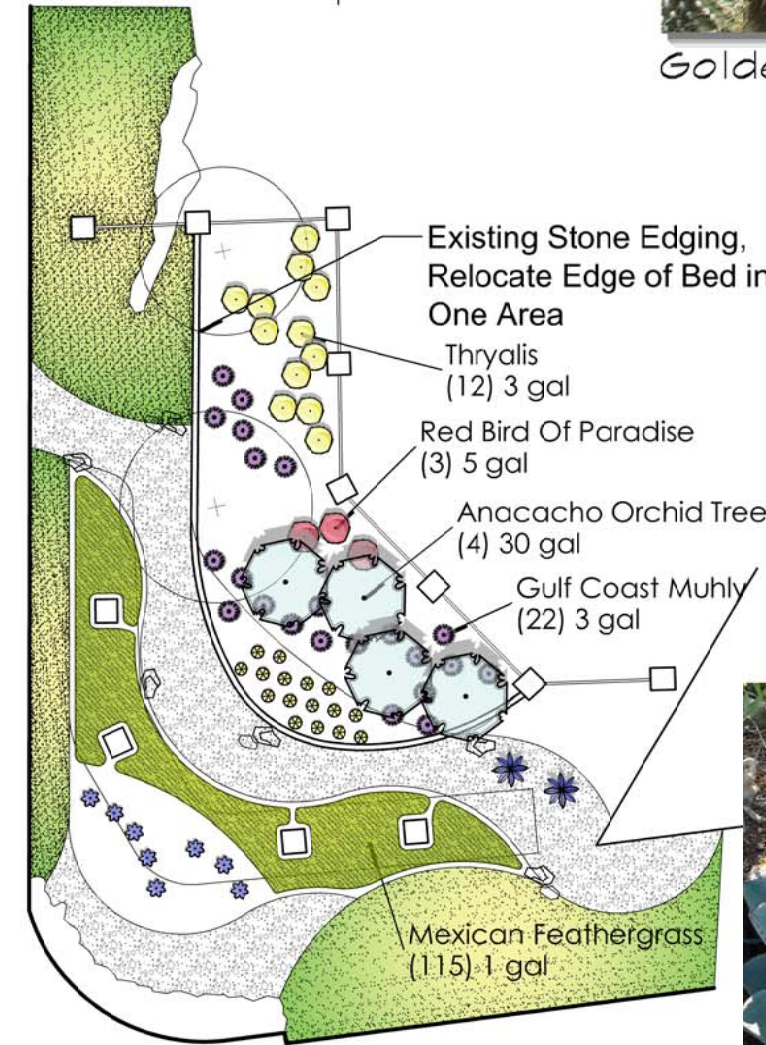 Golde
Existing Stone Edging,
Relocate Edge of Bed in
One Area
Thryalis
(12) 3 gal
Red Bird Of Paradise
(3) 5 gal
Anacacho Orchid Tree
(4) 30 gal
Gulf Coast Muhly
(22) 3 gal
Mexican Feathergrass
(115) 1 gal